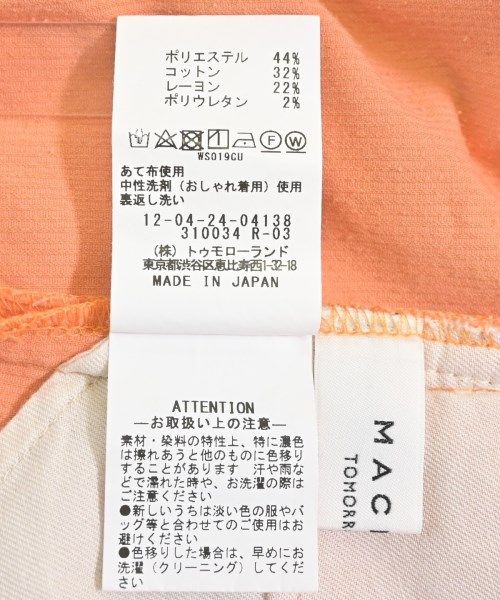 ポリエステル 44%
コットン 32%
レーヨン 22%
ポリウレタン 2%
WS019GU
あて布使用
中性洗剤（おしゃれ着用）使用
裏返し洗い
12-04-24-04138
310034 R-03
（株）トゥモローランド
東京都渋谷区恵比寿西1-32-18
MADE IN JAPAN
ATTENTION
―お取扱い上の注意―
素材・染料の特性上、特に濃色
は擦れあうと他のものに色移り
することがあります　汗や雨な
どで濡れた時や、お洗濯の際は
ご注意ください
●新しいうちは淡い色の服やバ
ッグ等と合わせてのご使用はお
避けください
●色移りした場合は、早めにお
洗濯（クリーニング）してくだ
さい
MAC
TOMORR